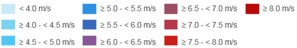 < 4.0 m/s ≥ 5.0 - < 5.5 m/s ≥ 6.5 - < 7.0 m/s ≥ 8.0 m/s
≥ 4.0 - < 4.5 m/s ≥ 5.5 - < 6.0 m/s ≥ 7.0 - < 7.5 m/s
≥ 4.5 - < 5.0 m/s ≥ 6.0 - < 6.5 m/s ≥ 7.5 - < 8.0 m/s